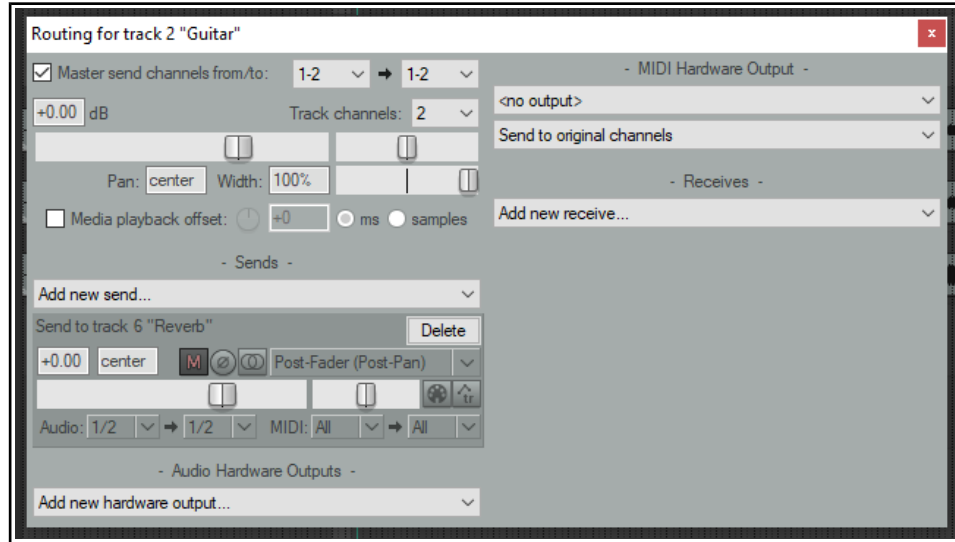 Routing for track 2 "Guitar"
x
Master send channels from/to: 1-2 1-2
+0.00 dB Track channels: 2
Pan: center Width: 100%
Media playback offset: +0 ms samples
- Sends -
Add new send...
Send to track 6 "Reverb" Delete
+0.00 center M Post-Fader (Post-Pan)
tr
Audio: 1/2 1/2 MIDI: All All
- Audio Hardware Outputs -
Add new hardware output...
- MIDI Hardware Output -
<no output>
Send to original channels
- Receives -
Add new receive...